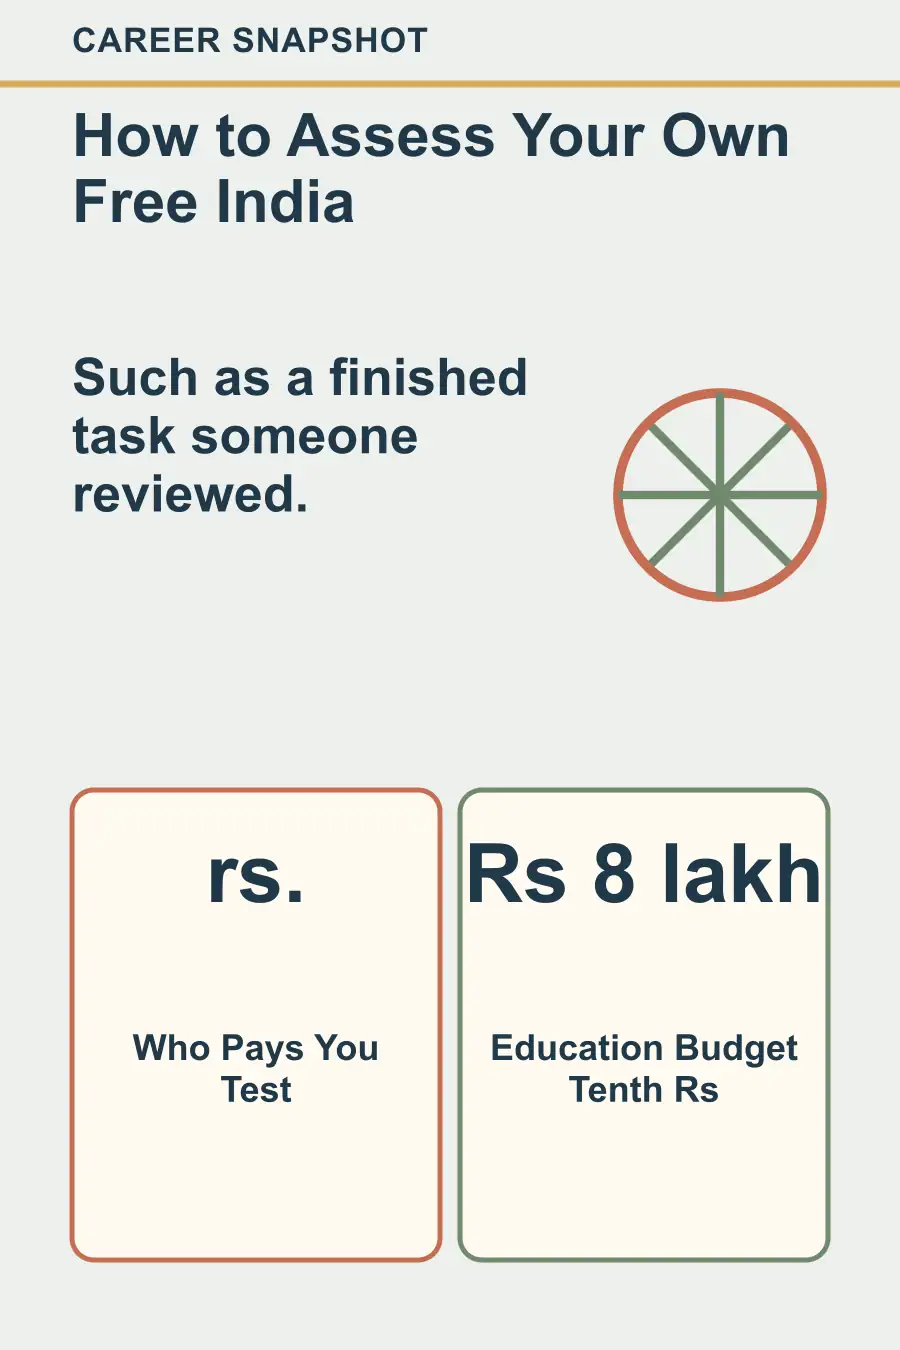 CAREER SNAPSHOT
How to Assess Your Own
Free India
Such as a finished
task someone
reviewed.
rs.
Who Pays You
Test
Rs 8 lakh
Education Budget
Tenth Rs